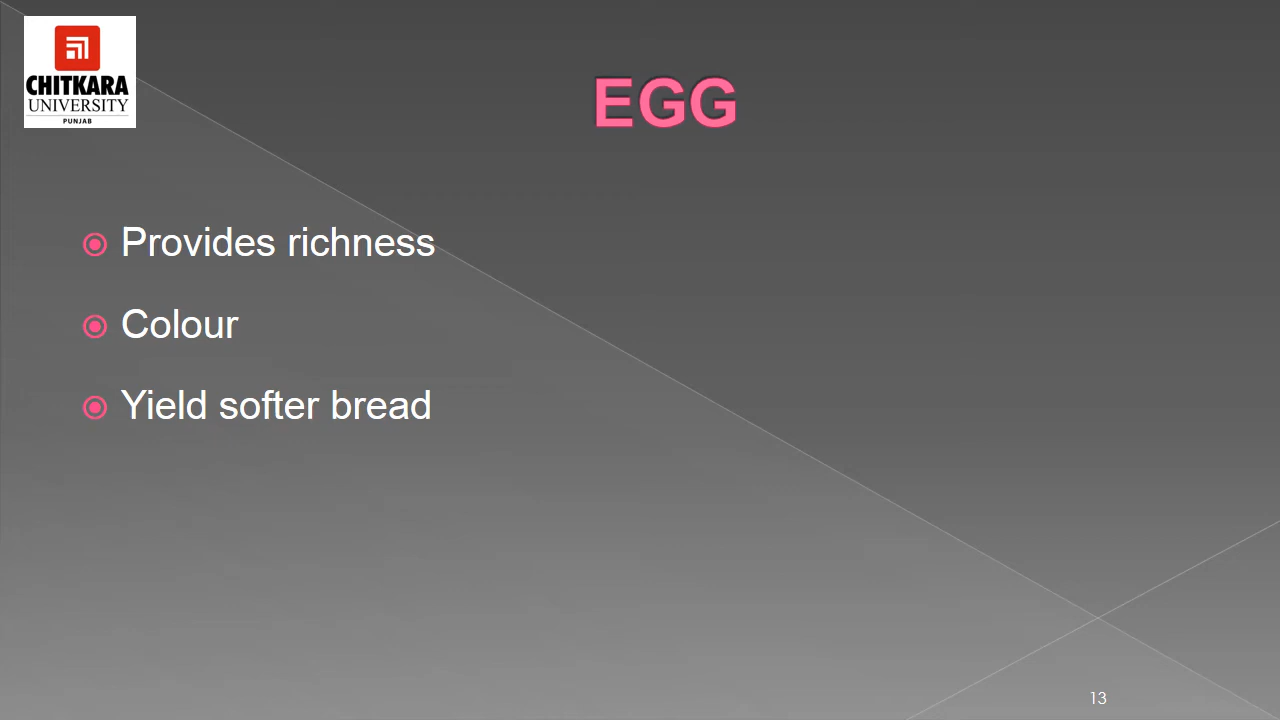 CHITKARA
UNIVERSITY
PUNJAB
EGG
Provides richness
Colour
Yield softer bread
13